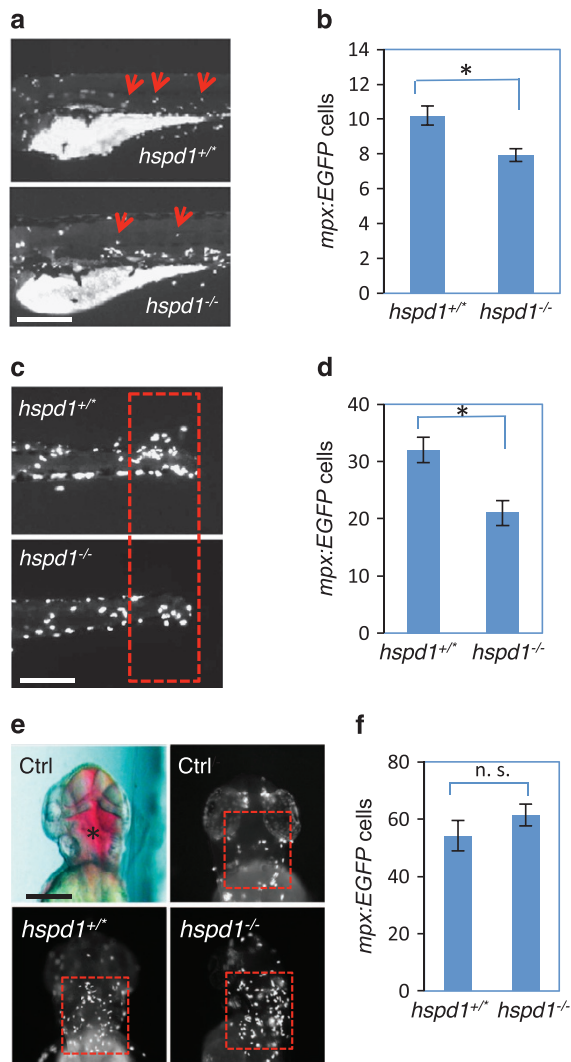 a
hspd1+/*
hspd1-/-
b
mpx:EGFP cells
14
12
10
8
6
4
2
0
*
hspd1+/* hspd1-/-
c
hspd1+/*
hspd1-/-
d
mpx:EGFP cells
40
30
20
10
0
*
hspd1+/* hspd1-/-
e
Ctrl
*
Ctrl
hspd1+/*
hspd1-/-
f
mpx:EGFP cells
80
60
40
20
0
n. s.
hspd1+/* hspd1-/-